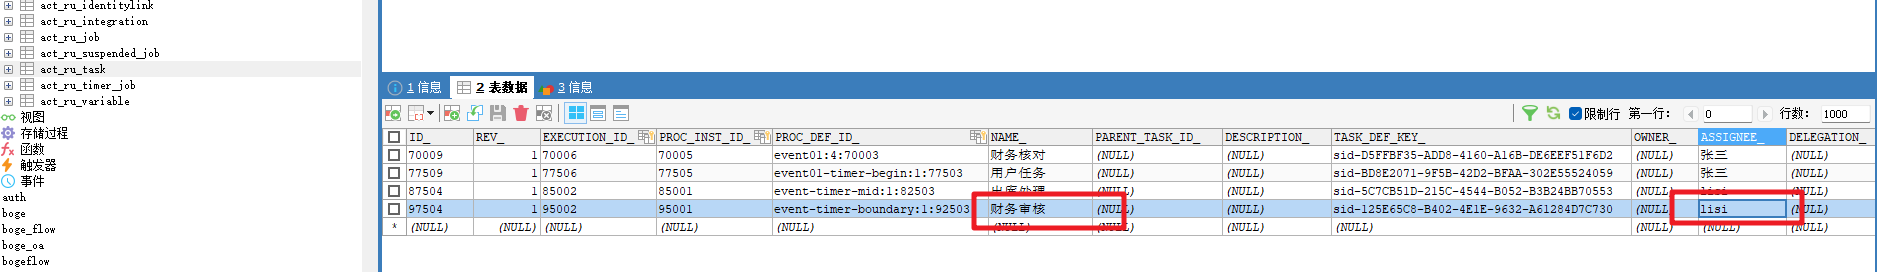 act_ru_identitylink
act_ru_integration
act_ru_job
act_ru_suspended_job
act_ru_task
act_ru_timer_job
act_ru_variable
视图
存储过程
函数
触发器
事件
auth
boge
boge_flow
boge_oa
bogeflow
1 信息 2 表数据 3 信息
限制行 第一行: 0 行数: 1000
ID_ REV_ EXECUTION_ID_ PROC_INST_ID_ PROC_DEF_ID_ NAME_ PARENT_TASK_ID_ DESCRIPTION_ TASK_DEF_KEY_ OWNER_ ASSIGNEE_ DELEGATION_
70009 1 70006 70005 event01:4:70003 财务核对 (NULL) (NULL) sid-D5FFBF35-ADD8-4160-A16B-DE6EEF51F6D2 (NULL) 张三 (NULL)
77509 1 77506 77505 event01-timer-begin:1:77503 用户任务 (NULL) (NULL) sid-BD8E2071-9F5B-42D2-BFAA-302E55524059 (NULL) 张三 (NULL)
87504 1 85002 85001 event-timer-mid:1:82503 出库处理 (NULL) (NULL) sid-5C7CB51D-215C-4544-B052-B3B24BB70553 (NULL) lisi (NULL)
97504 1 95002 95001 event-timer-boundary:1:92503 财务审核 (NULL) (NULL) sid-125E65C8-B402-4E1E-9632-A61284D7C730 (NULL) lisi (NULL)
* (NULL) (NULL) (NULL) (NULL) (NULL) (NULL) (NULL) (NULL) (NULL) (NULL) (NULL) (NULL)